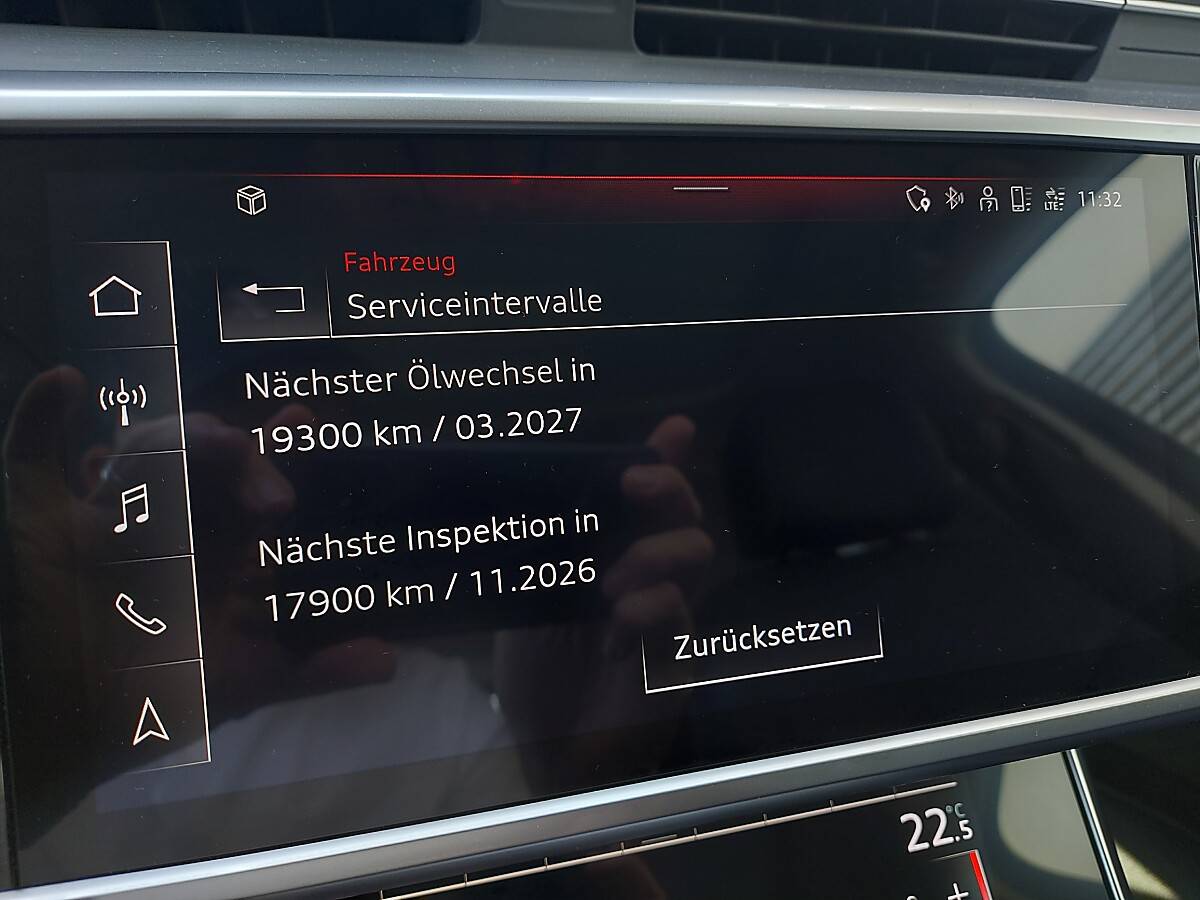 LTE 11:32
Fahrzeug
Serviceintervalle
Nächster Ölwechsel in
19300 km / 03.2027
Nächste Inspektion in
17900 km / 11.2026
Zurücksetzen
22.5 °C
+